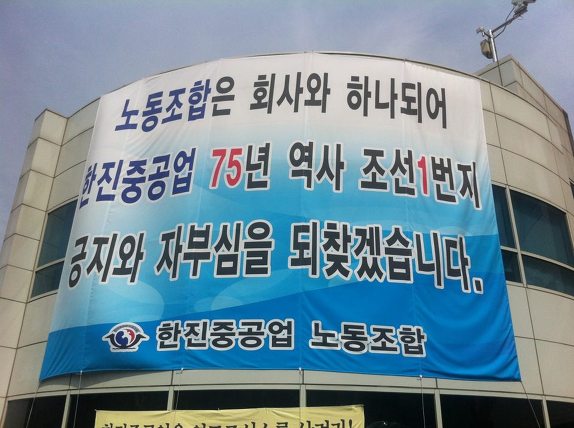 노동조합은 회사와 하나되어
한진중공업 75년 역사 조선1번지
긍지와 자부심을 되찾겠습니다.
한진중공업 노동조합